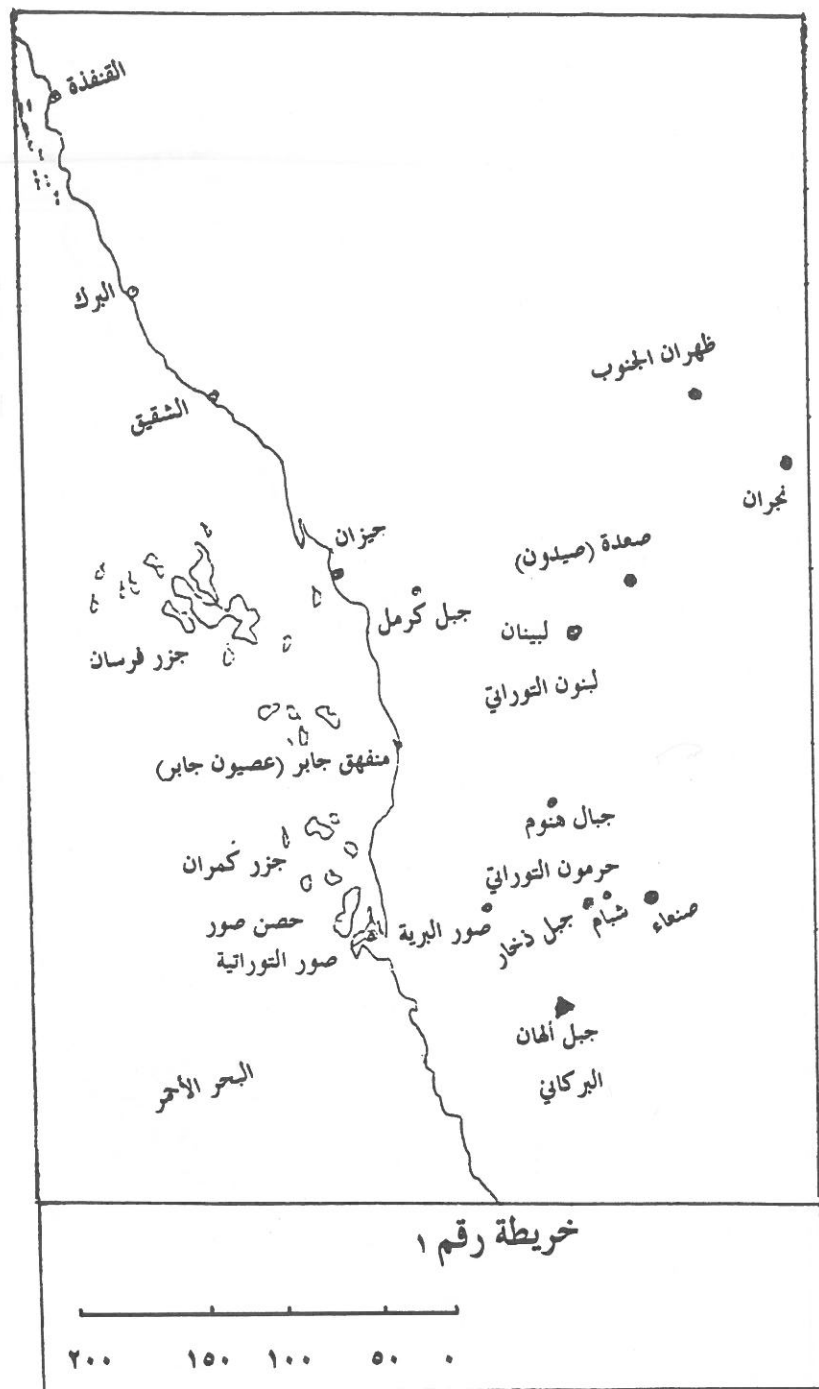 القنفذة
البرك
الشقيق
ظهران الجنوب
نجران
جيزان
صعدة (صيدون)
جبل كرمل
لبينان
لبنون التوراتيّ
جزر فرسان
منفهق جابر (عصيون جابر)
جبال هنوم
حرمون التوراتيّ
جزر كمران
حصن صور
صور التوراتية
صور البرية
جبل ذخار
شبام
صنعاء
جبل ألهان
البركانيّ
البحر الأحمر
خريطة رقم ١
٢٠٠ ١٥٠ ١٠٠ ٥٠ ٠